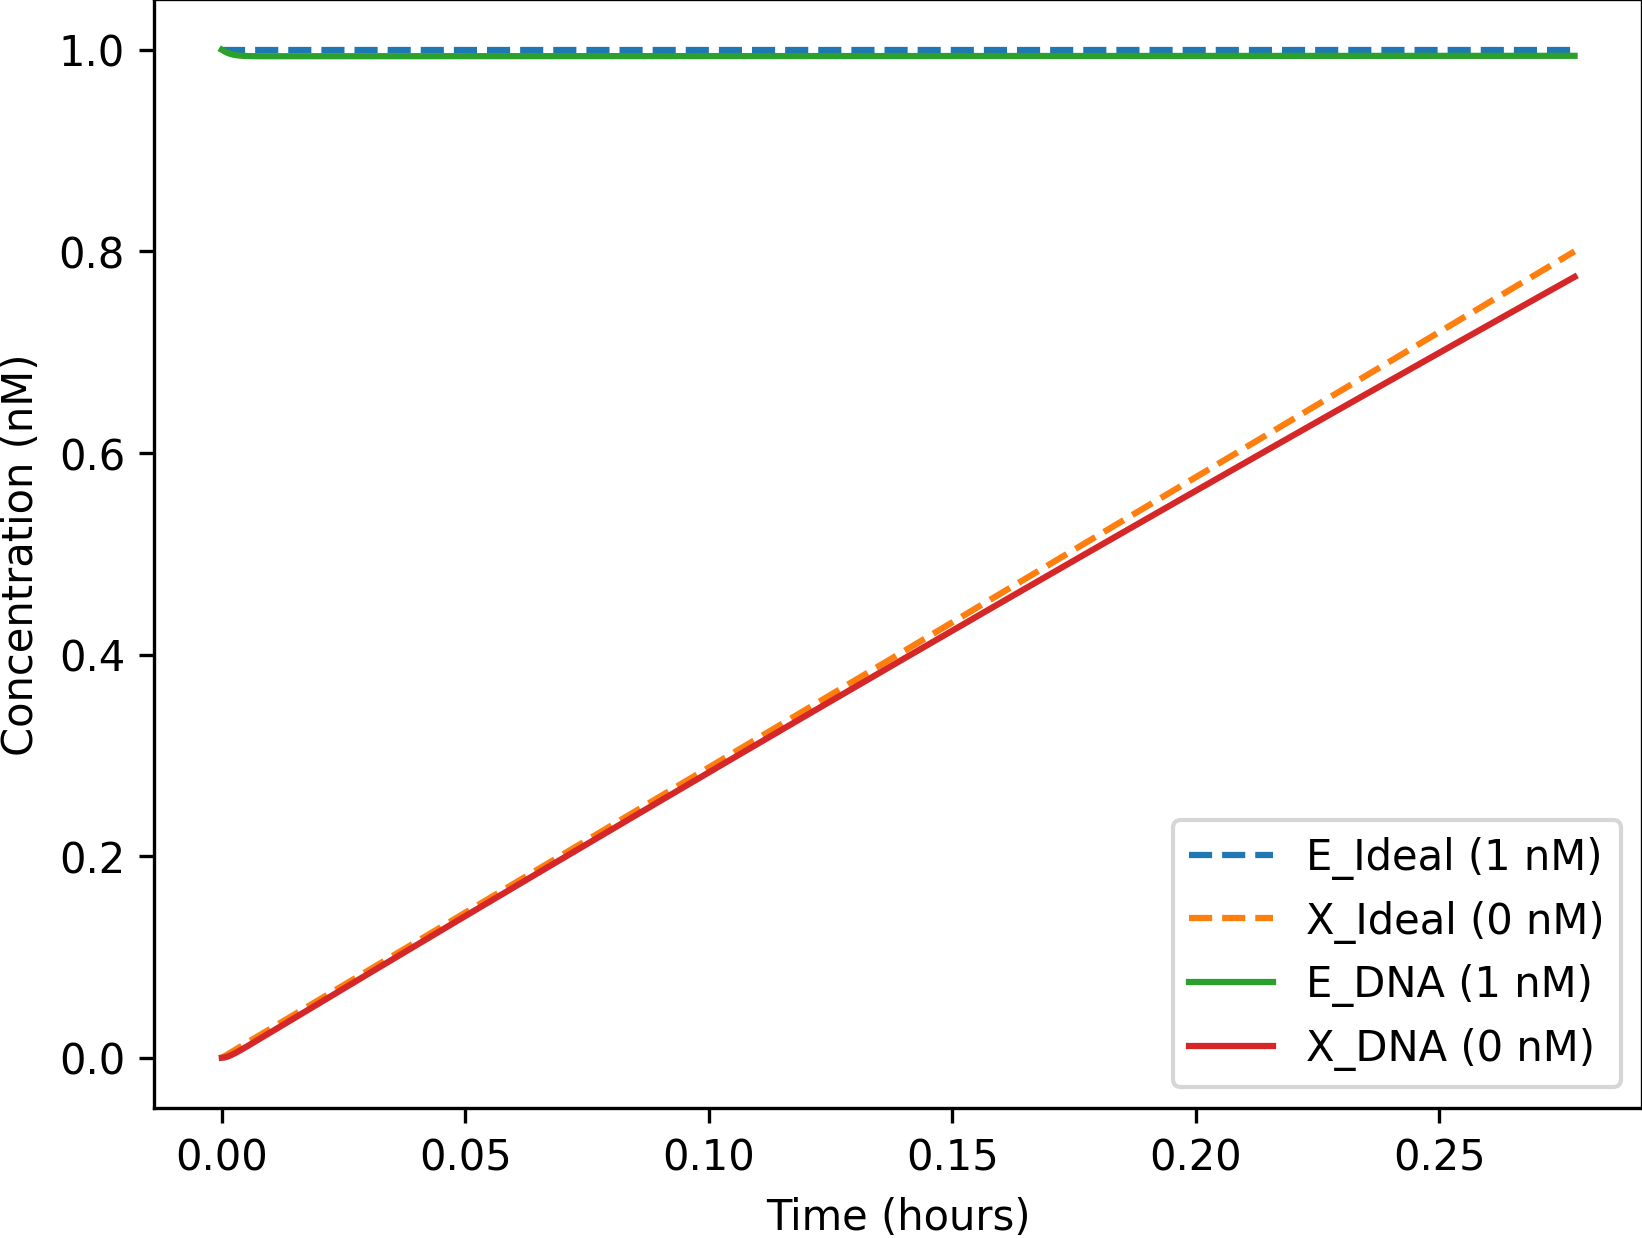 Concentration (nM)
1.0
0.8
0.6
0.4
0.2
0.0
E_Ideal (1 nM)
X_Ideal (0 nM)
E_DNA (1 nM)
X_DNA (0 nM)
0.00 0.05 0.10 0.15 0.20 0.25
Time (hours)